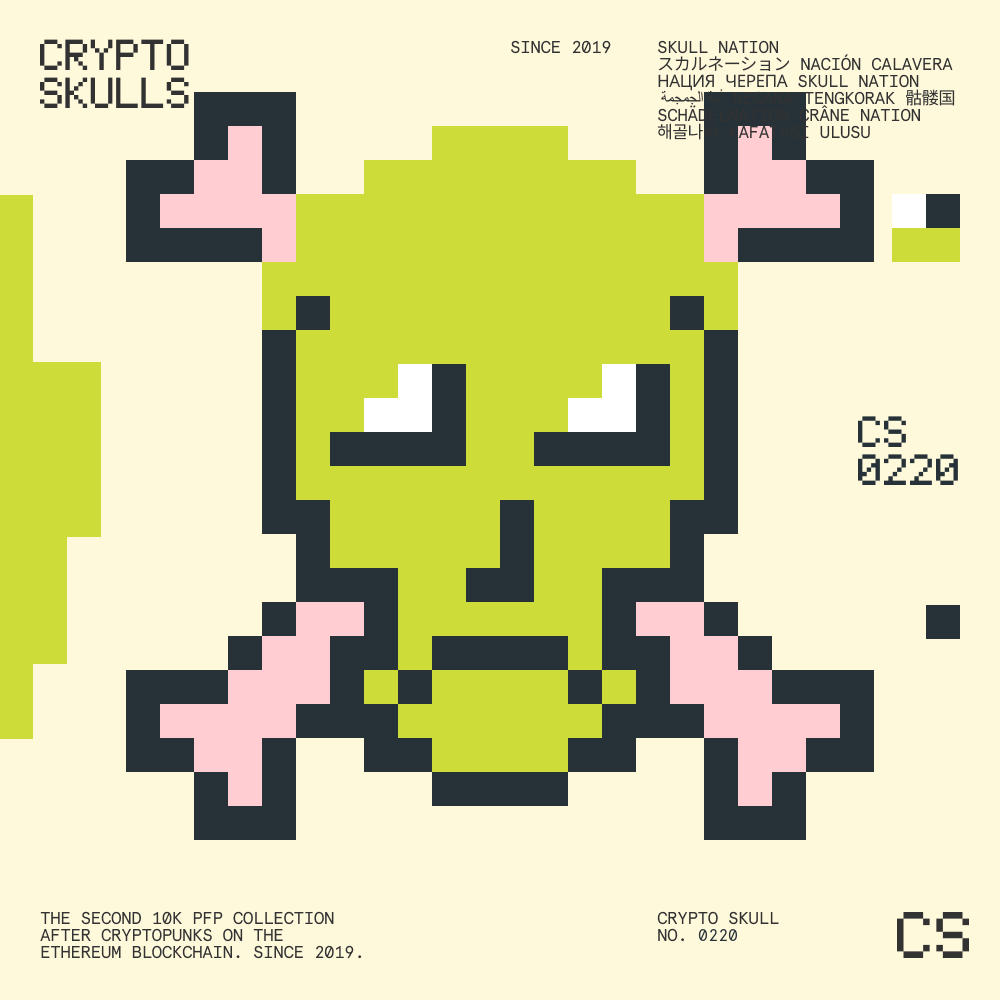 CRYPTO
SKULLS
SINCE 2019
SKULL NATION
スカルネーション NACIÓN CALAVERA
НАЦИЯ ЧЕРЕПА SKULL NATION
الجمجمة TENGKORAK 骷髅国
CRÂNE NATION
ULUSU
CS
0220
THE SECOND 10K PFP COLLECTION
AFTER CRYPTOPUNKS ON THE
ETHEREUM BLOCKCHAIN. SINCE 2019.
CRYPTO SKULL
NO. 0220
CS